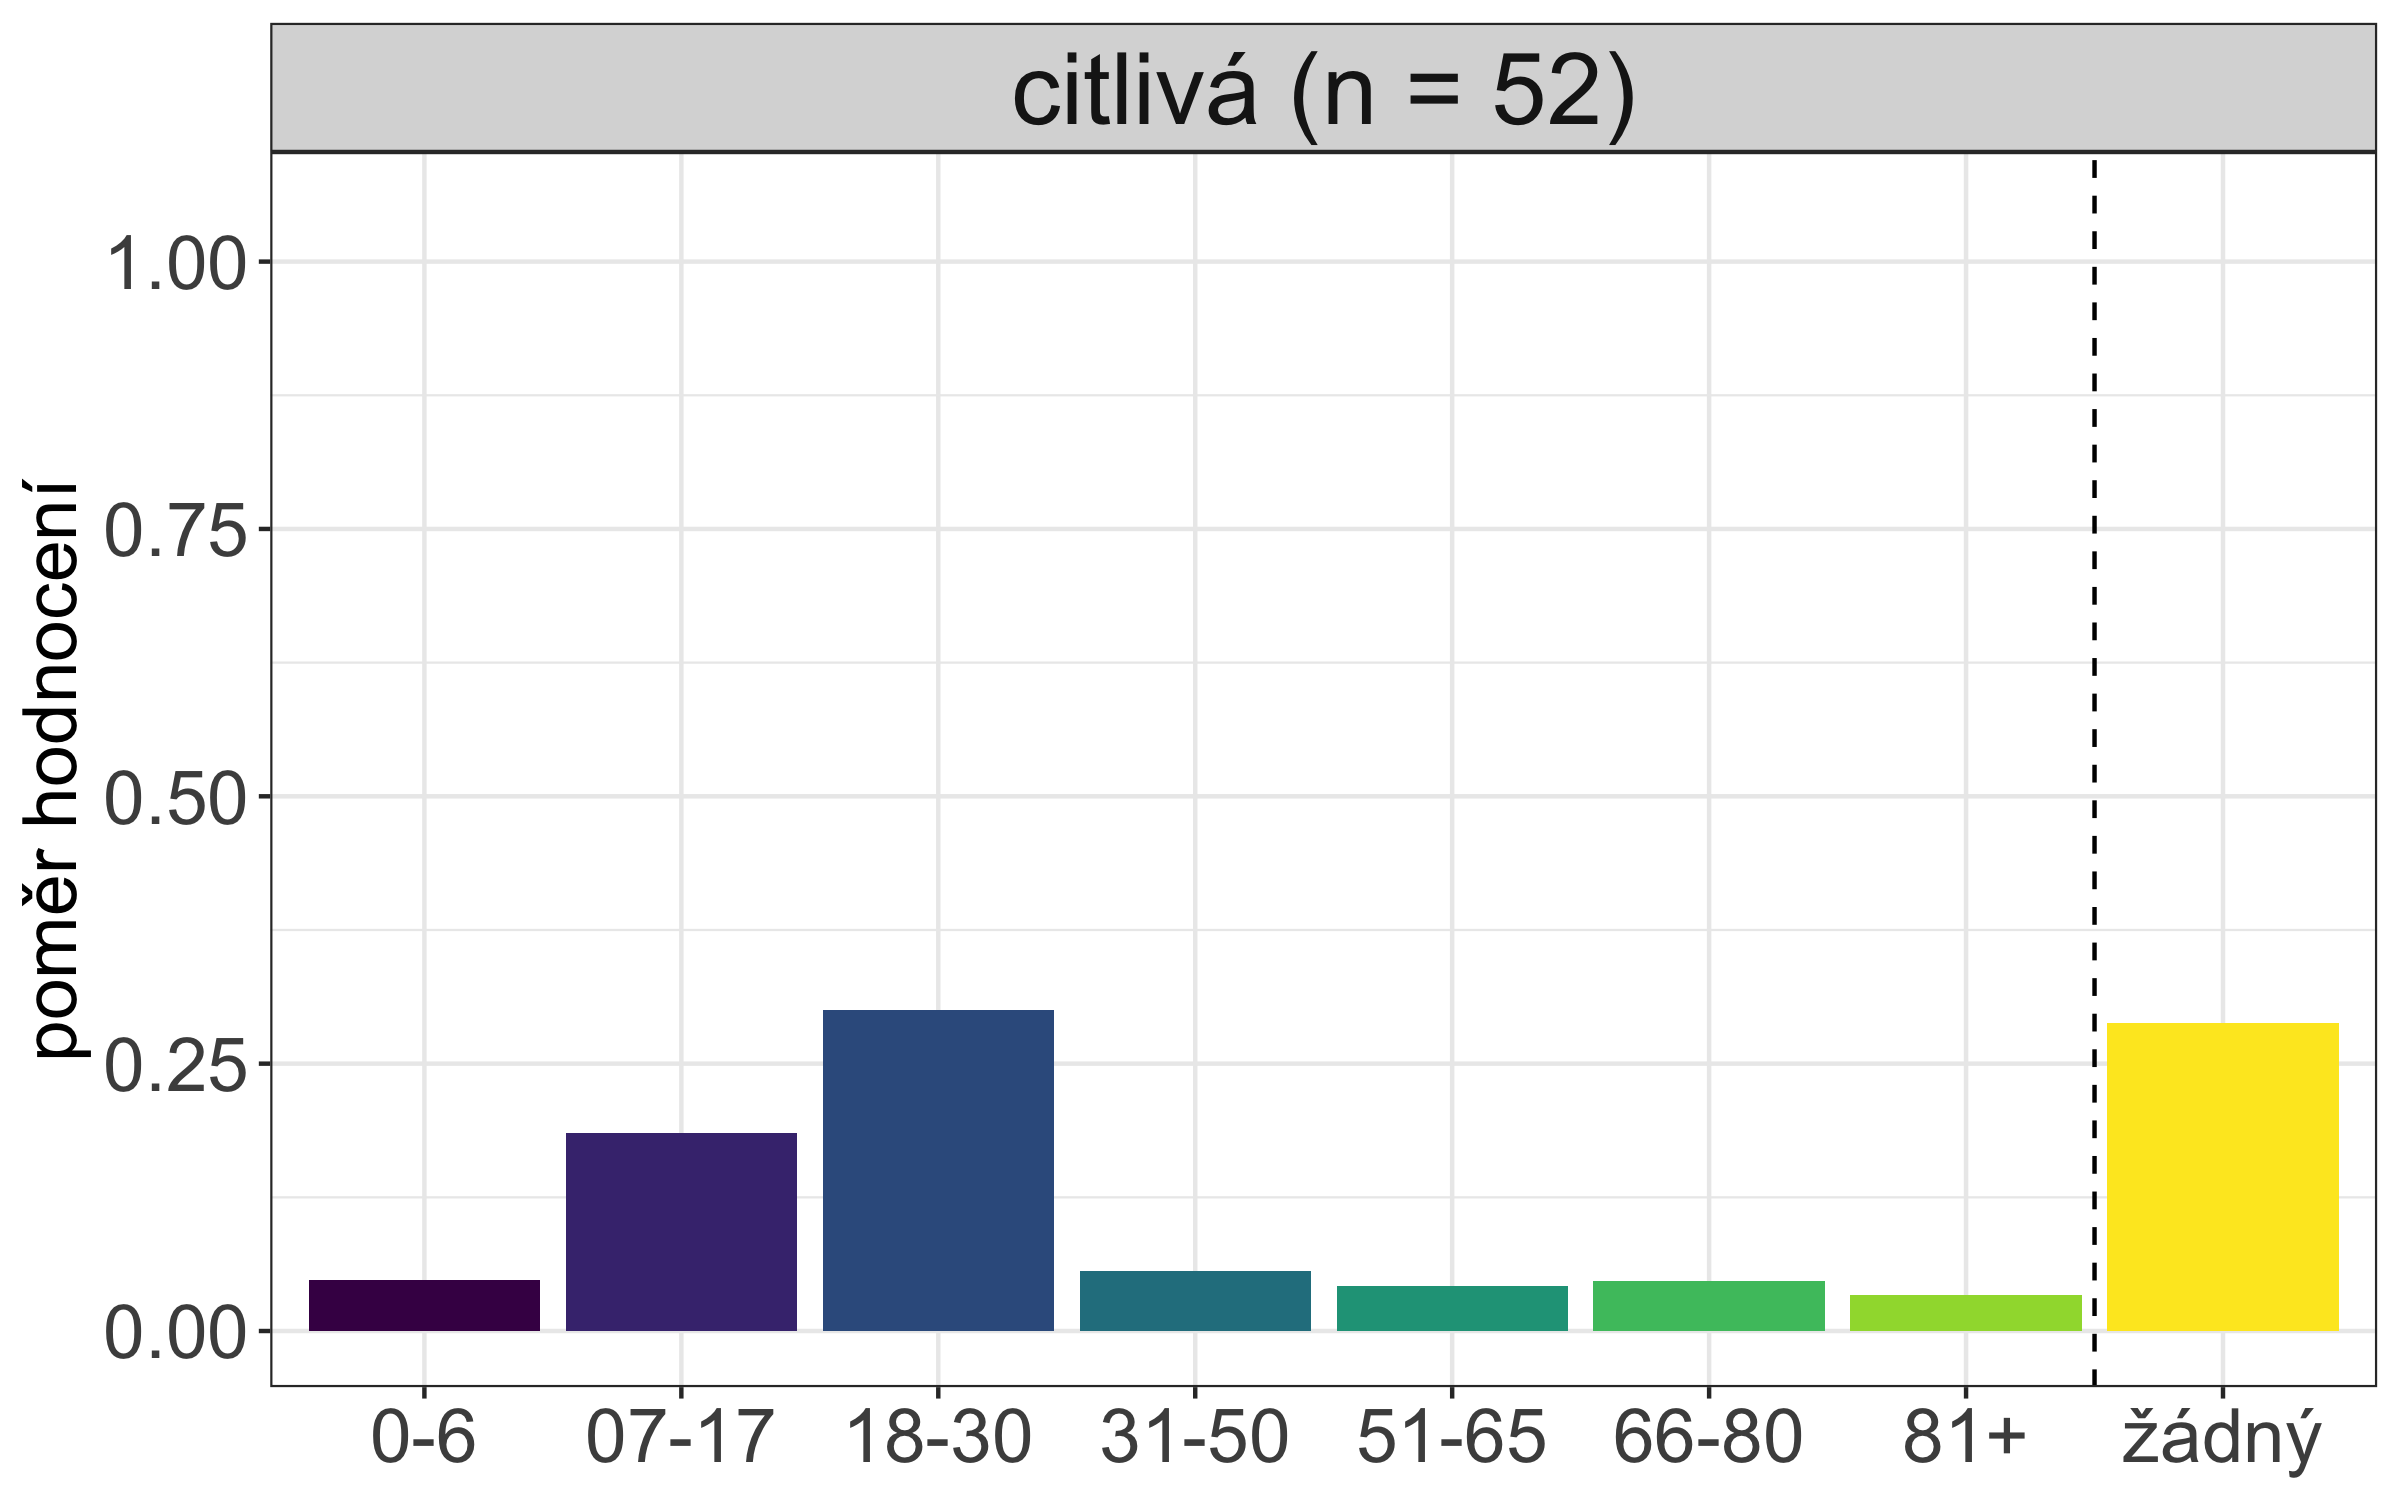 citlivá (n = 52)
poměr hodnocení
1.00
0.75
0.50
0.25
0.00
0-6 07-17 18-30 31-50 51-65 66-80 81+ žádný